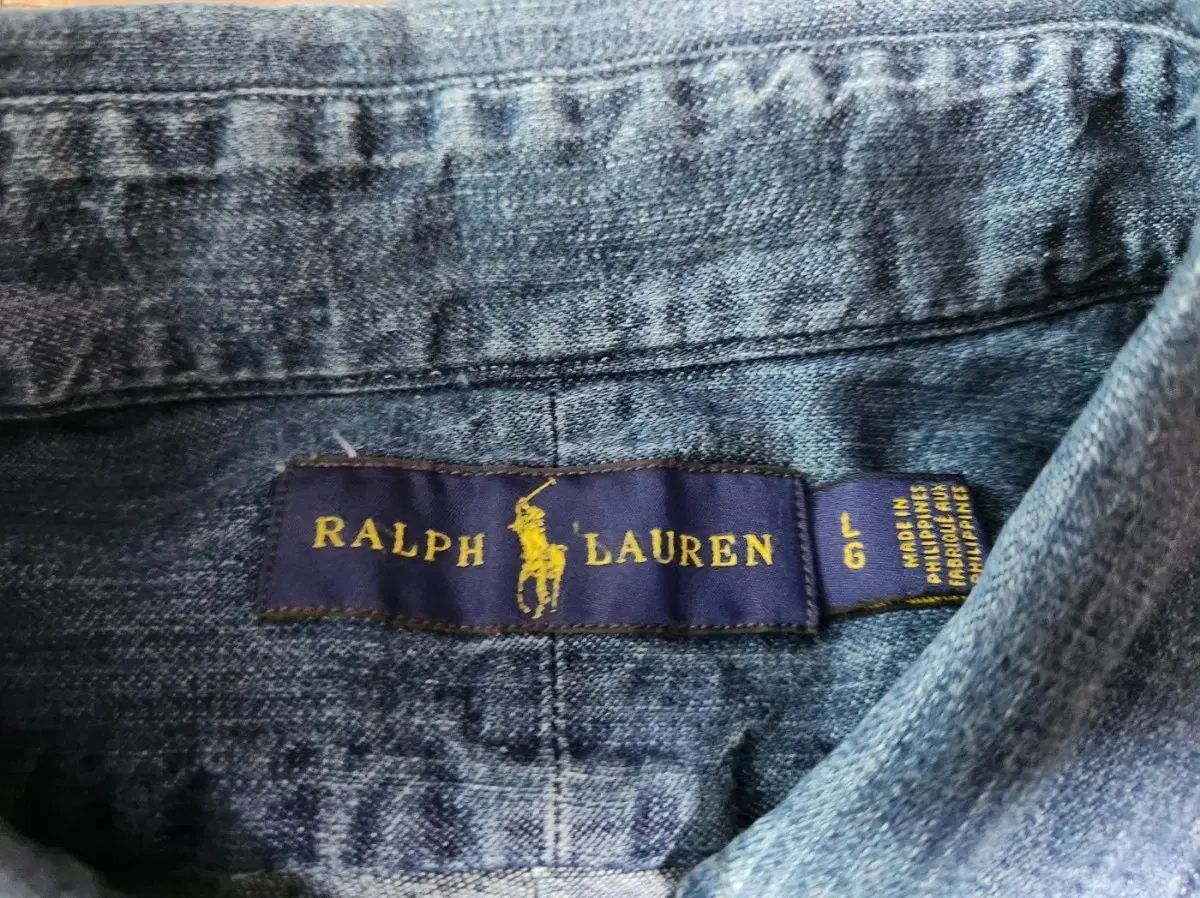 RALPH LAUREN
L
G
MADE IN
PHILIPPINES
FABRIQUÉ AUX
PHILIPPINES